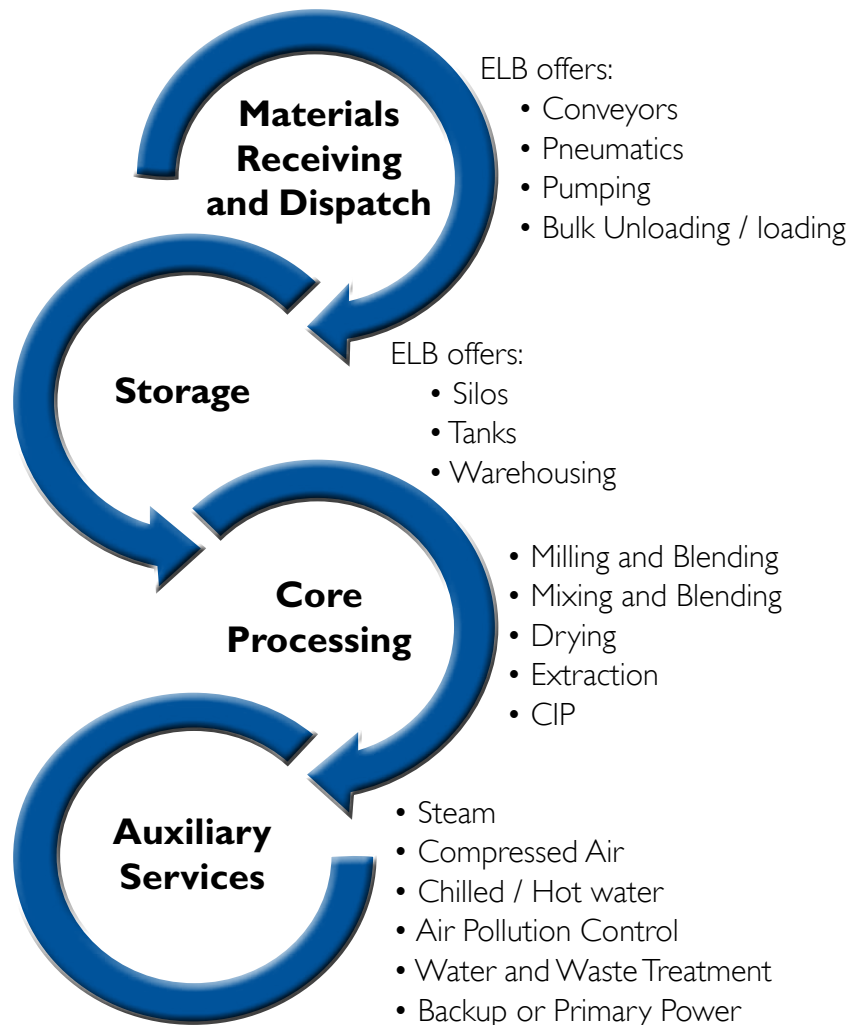 Materials
Receiving
and Dispatch
ELB offers:
• Conveyors
• Pneumatics
• Pumping
• Bulk Unloading / loading
Storage
ELB offers:
• Silos
• Tanks
• Warehousing
Core
Processing
• Milling and Blending
• Mixing and Blending
• Drying
• Extraction
• CIP
Auxiliary
Services
• Steam
• Compressed Air
• Chilled / Hot water
• Air Pollution Control
• Water and Waste Treatment
• Backup or Primary Power